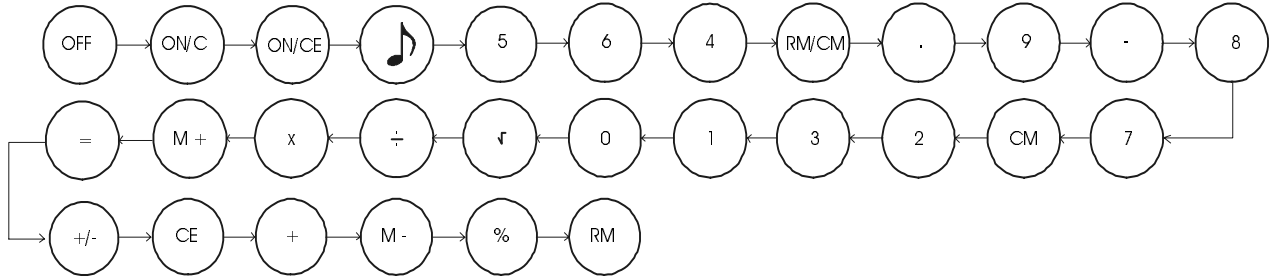 OFF ON/C ON/CE ♪ 5 6 4 RM/CM . 9 - 8
= M + x ÷ √ 0 1 3 2 CM 7
+/- CE + M - % RM